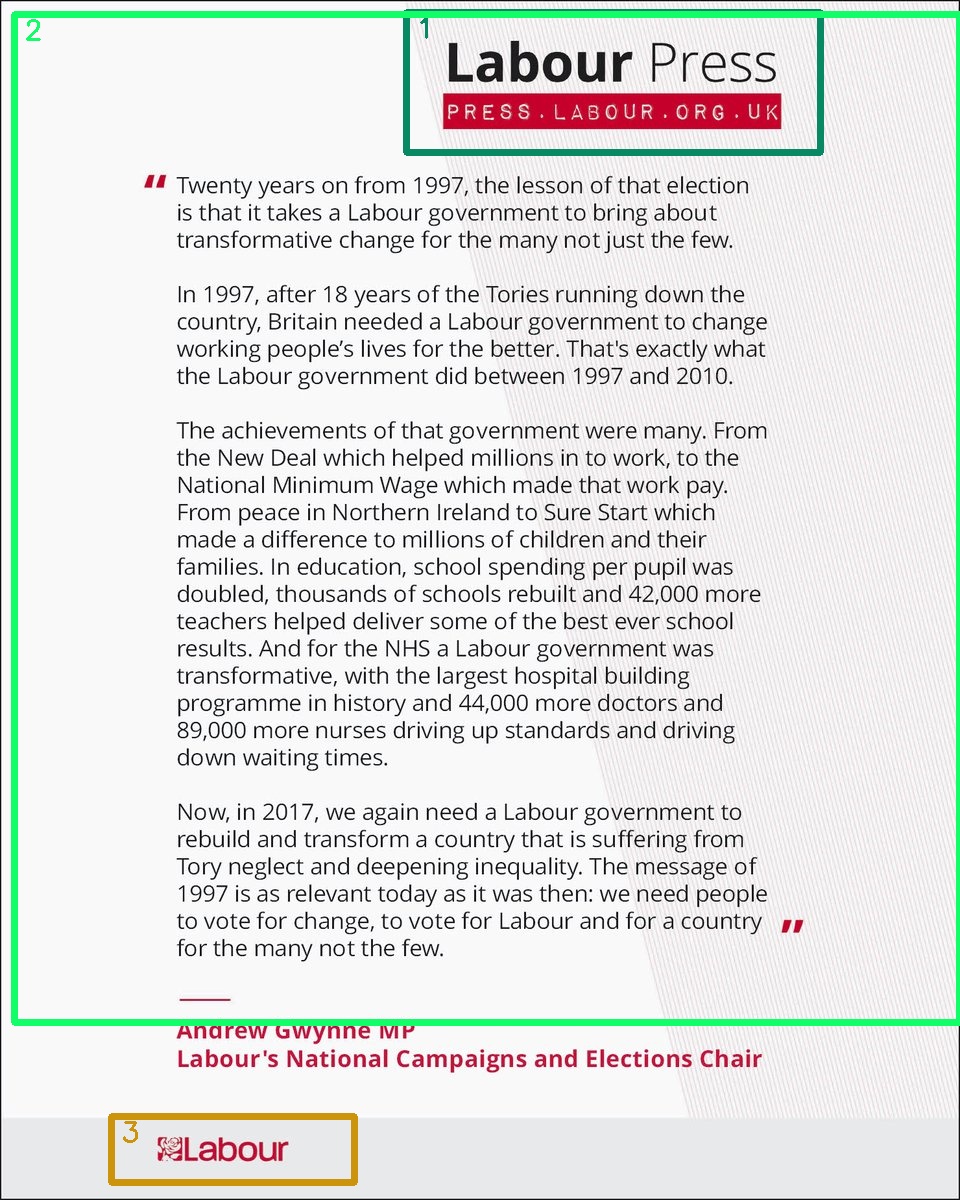 Labour Press
PRESS.LABOUR.ORG.UK
" Twenty years on from 1997, the lesson of that election
is that it takes a Labour government to bring about
transformative change for the many not just the few.
In 1997, after 18 years of the Tories running down the
country, Britain needed a Labour government to change
working people’s lives for the better. That's exactly what
the Labour government did between 1997 and 2010.
The achievements of that government were many. From
the New Deal which helped millions in to work, to the
National Minimum Wage which made that work pay.
From peace in Northern Ireland to Sure Start which
made a difference to millions of children and their
families. In education, school spending per pupil was
doubled, thousands of schools rebuilt and 42,000 more
teachers helped deliver some of the best ever school
results. And for the NHS a Labour government was
transformative, with the largest hospital building
programme in history and 44,000 more doctors and
89,000 more nurses driving up standards and driving
down waiting times.
Now, in 2017, we again need a Labour government to
rebuild and transform a country that is suffering from
Tory neglect and deepening inequality. The message of
1997 is as relevant today as it was then: we need people
to vote for change, to vote for Labour and for a country
for the many not the few. "
Andrew Gwynne MP
Labour's National Campaigns and Elections Chair
Labour
1
2
3